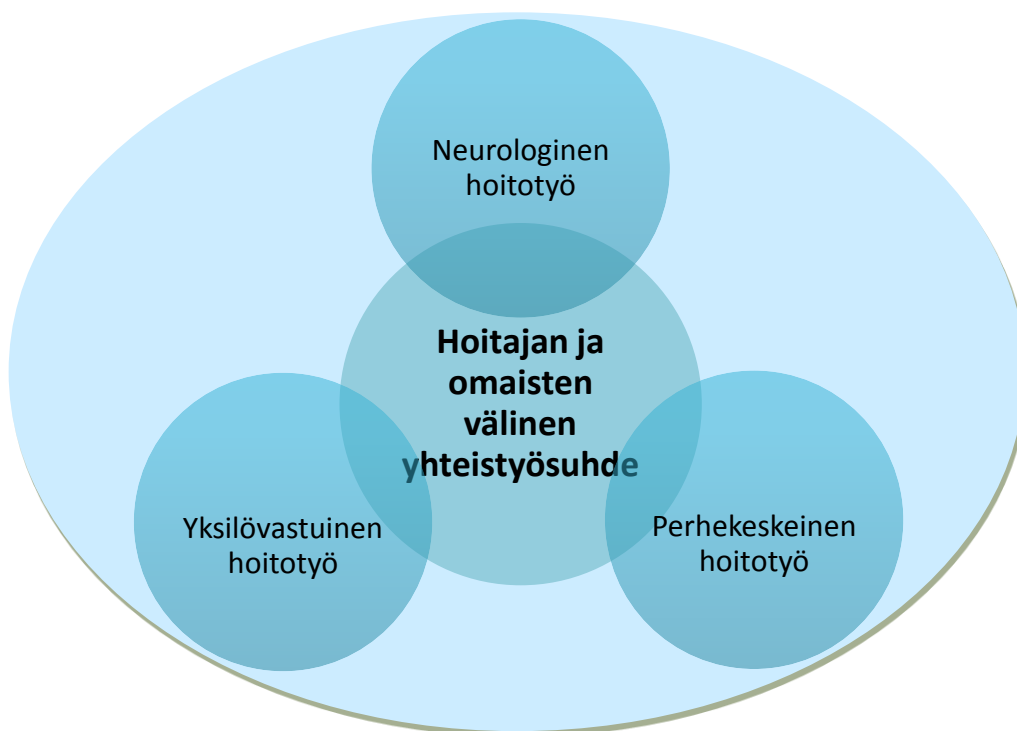 Neurologinen
hoitotyö
Hoitajan ja
omaisten
välinen
yhteistyösuhde
Yksilövastuinen
hoitotyö
Perhekeskeinen
hoitotyö